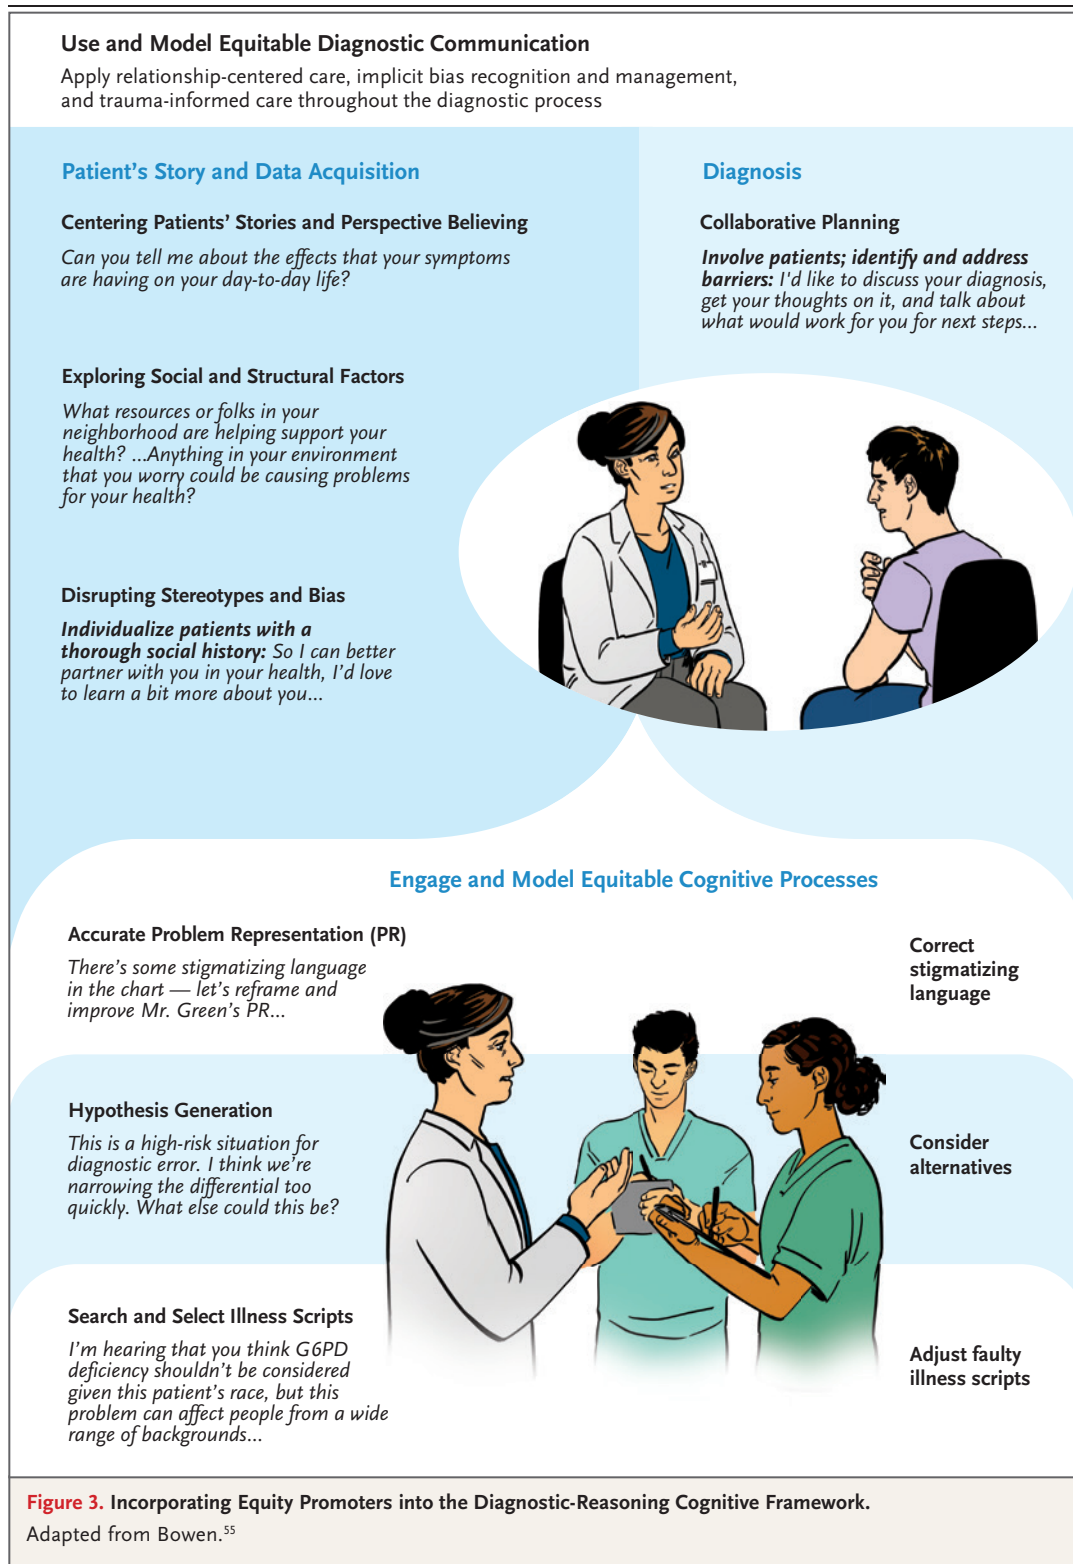 Use and Model Equitable Diagnostic Communication
Apply relationship-centered care, implicit bias recognition and management,
and trauma-informed care throughout the diagnostic process
Patient's Story and Data Acquisition
Centering Patients' Stories and Perspective Believing
Can you tell me about the effects that your symptoms
are having on your day-to-day life?
Exploring Social and Structural Factors
What resources or folks in your
neighborhood are helping support your
health? ...Anything in your environment
that you worry could be causing problems
for your health?
Disrupting Stereotypes and Bias
Individualize patients with a
thorough social history: So I can better
partner with you in your health, I'd love
to learn a bit more about you...
Diagnosis
Collaborative Planning
Involve patients; identify and address
barriers: I'd like to discuss your diagnosis,
get your thoughts on it, and talk about
what would work for you for next steps...
Engage and Model Equitable Cognitive Processes
Accurate Problem Representation (PR)
There's some stigmatizing language
in the chart — let's reframe and
improve Mr. Green's PR...
Correct
stigmatizing
language
Hypothesis Generation
This is a high-risk situation for
diagnostic error. I think we're
narrowing the differential too
quickly. What else could this be?
Consider
alternatives
Search and Select Illness Scripts
I'm hearing that you think G6PD
deficiency shouldn't be considered
given this patient's race, but this
problem can affect people from a wide
range of backgrounds...
Adjust faulty
illness scripts
Figure 3. Incorporating Equity Promoters into the Diagnostic-Reasoning Cognitive Framework.
Adapted from Bowen.55